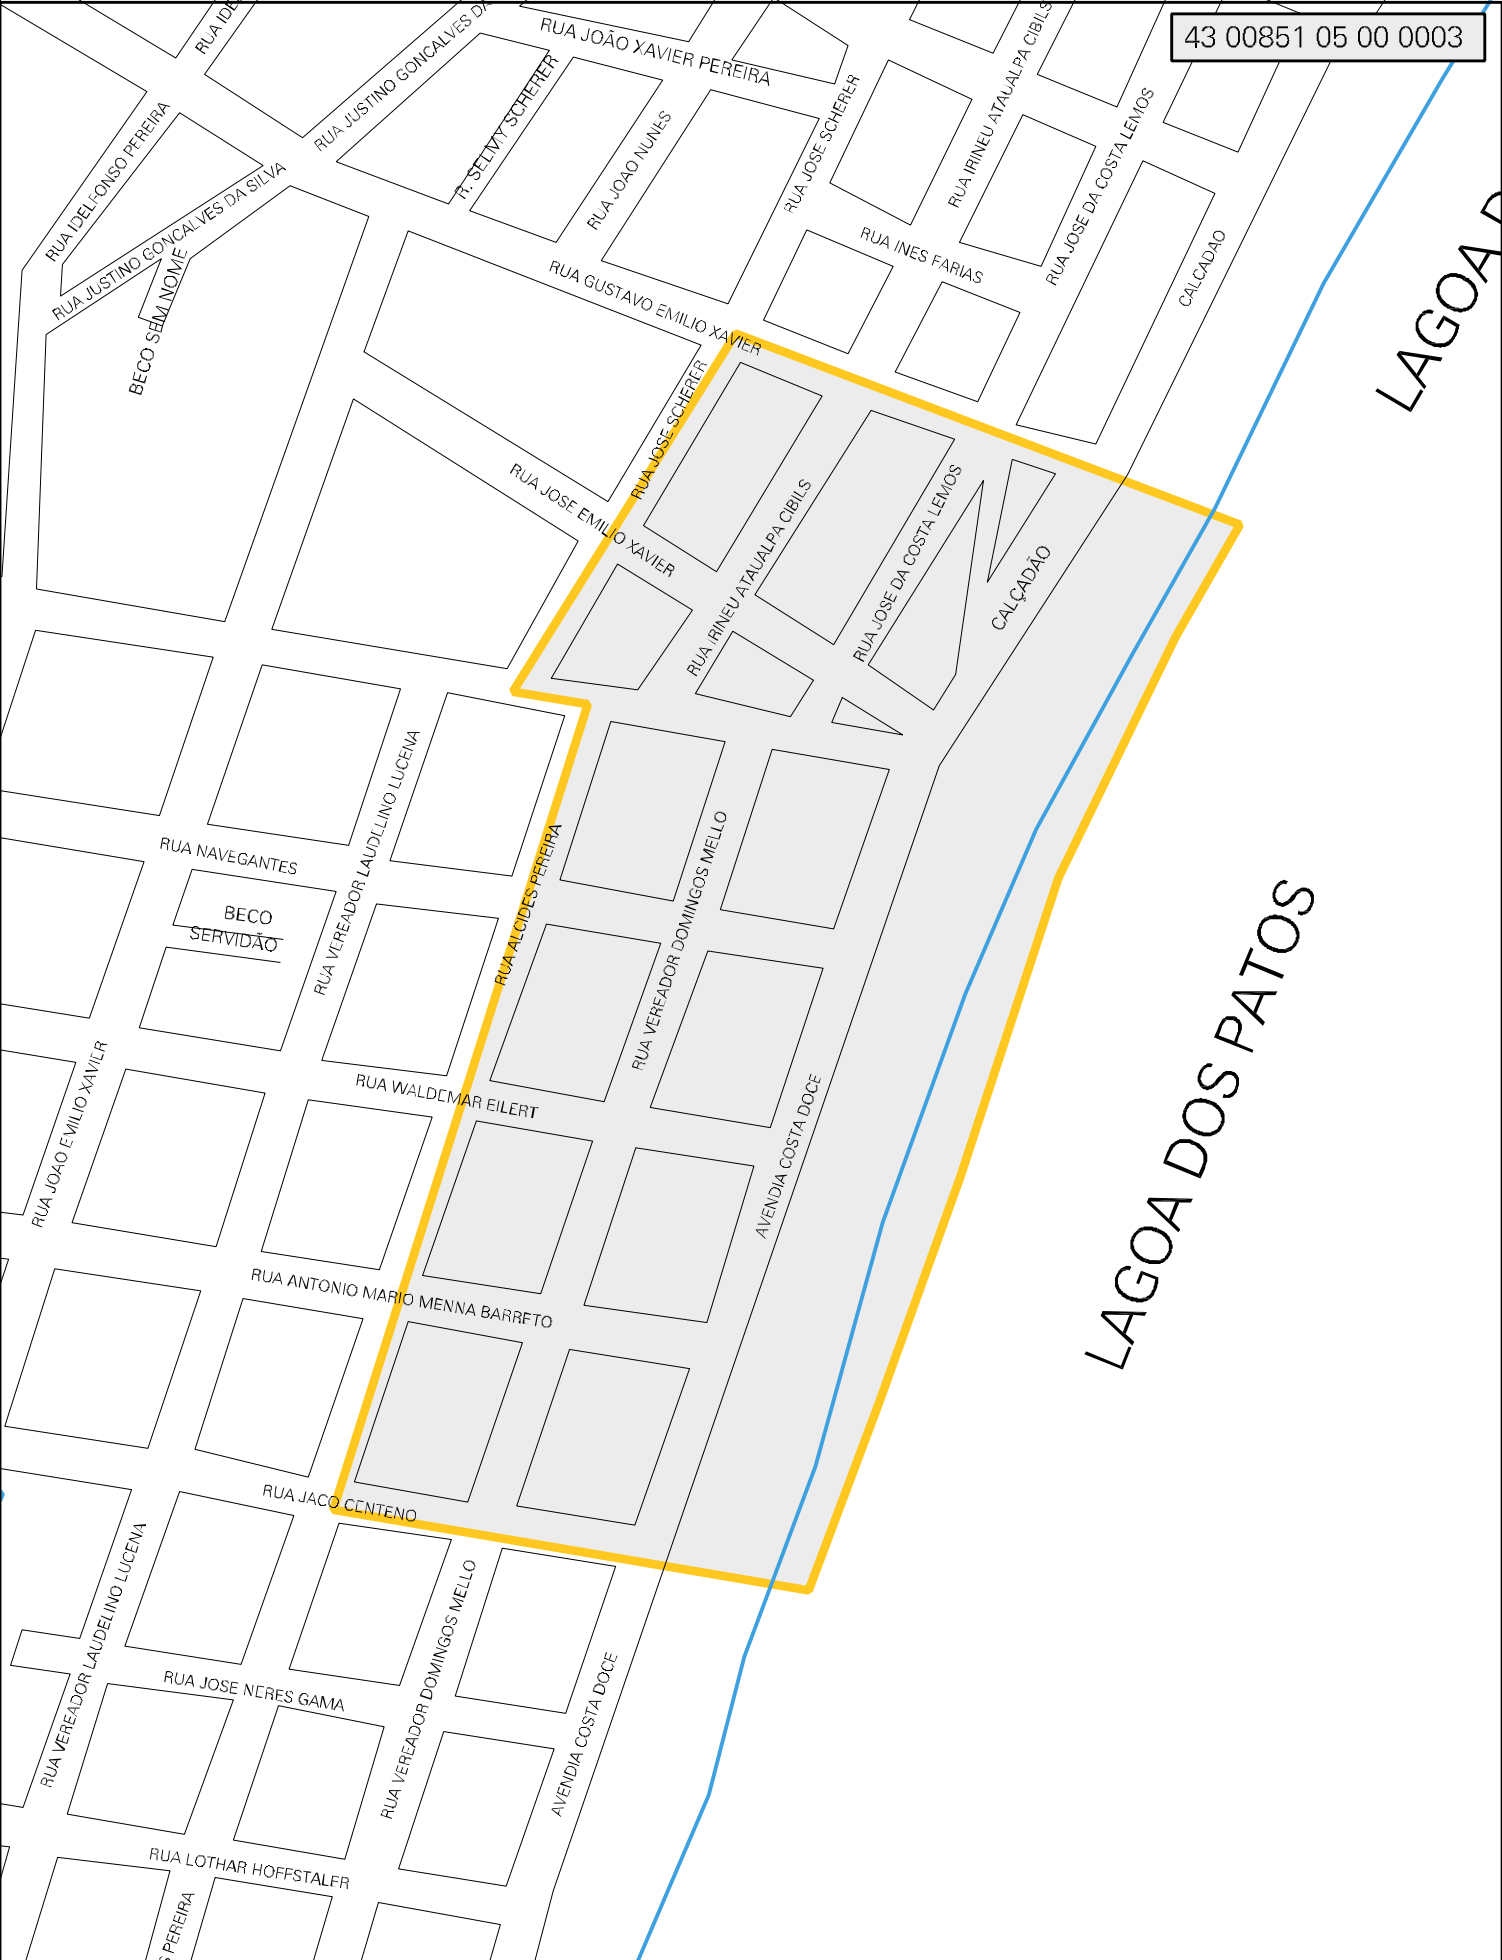 43 00851 05 00 0003
RUA JOÃO XAVIER PEREIRA
RUA JUSTINO GONCALVES DA
R. SELMY SCHERER
RUA JOAO NUNES
RUA JOSE SCHERER
RUA IRINEU ATAUALPA CIBILS
RUA JOSE DA COSTA LEMOS
RUA IDELFONSO PEREIRA
RUA JUSTINO GONCALVES DA SILVA
BECO SEM NOME
RUA INES FARIAS
CALCADAO
LAGOA D
RUA GUSTAVO EMILIO XAVIER
RUA JOSE SCHERER
RUA JOSE EMILIO XAVIER
RUA IRINEU ATAUALPA CIBILS
RUA JOSE DA COSTA LEMOS
CALÇADÃO
RUA VEREADOR LAUDELINO LUCENA
RUA NAVEGANTES
BECO
SERVIDÃO
RUA ALCIDES PEREIRA
RUA VEREADOR DOMINGOS MELLO
LAGOA DOS PATOS
RUA JOAO EMILIO XAVIER
RUA WALDEMAR EILERT
AVENDIA COSTA DOCE
RUA ANTONIO MARIO MENNA BARRETO
RUA JACO CENTENO
RUA VEREADOR LAUDELINO LUCENA
RUA VEREADOR DOMINGOS MELLO
RUA JOSE NERES GAMA
AVENDIA COSTA DOCE
RUA LOTHAR HOFFSTALER
S PEREIRA